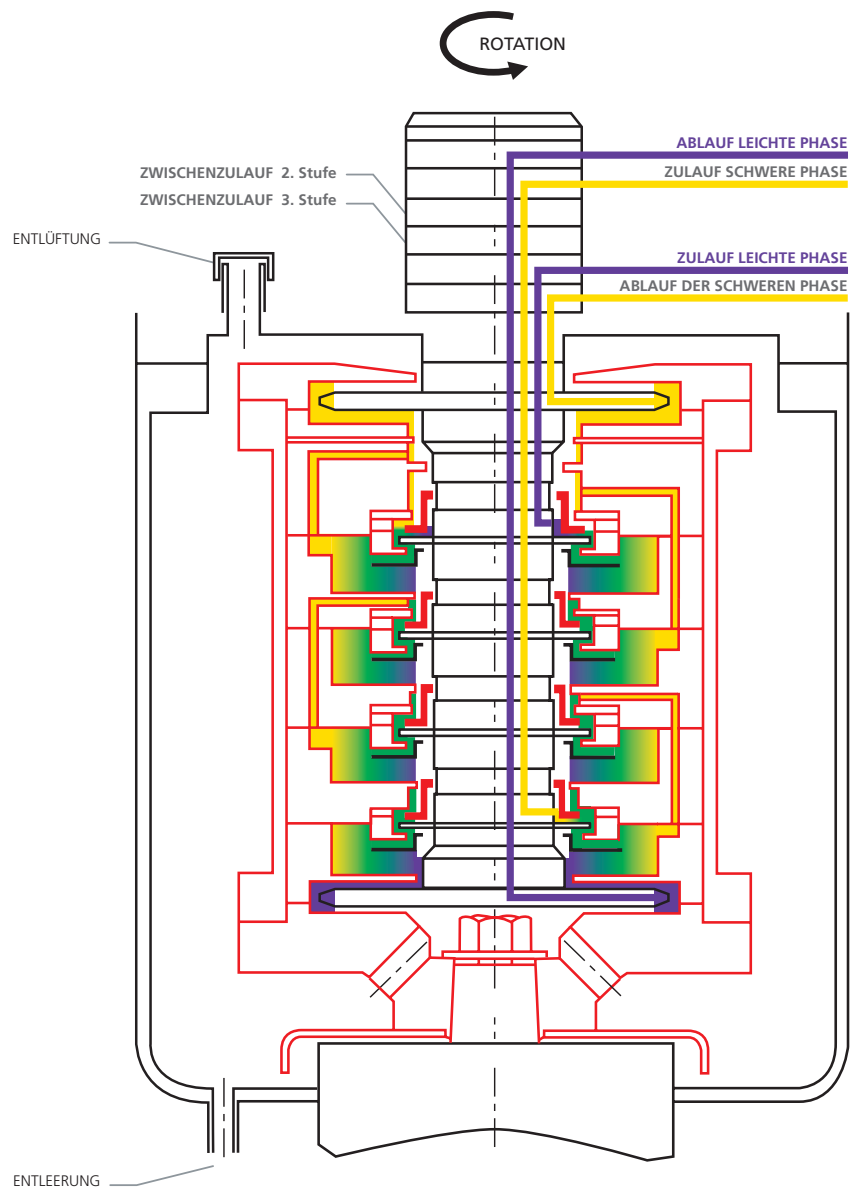 ROTATION
ABLAUF LEICHTE PHASE
ZULAUF SCHWERE PHASE
ZWISCHENZULAUF 2. Stufe
ZWISCHENZULAUF 3. Stufe
ENTLÜFTUNG
ZULAUF LEICHTE PHASE
ABLAUF DER SCHWEREN PHASE
ENTLEERUNG